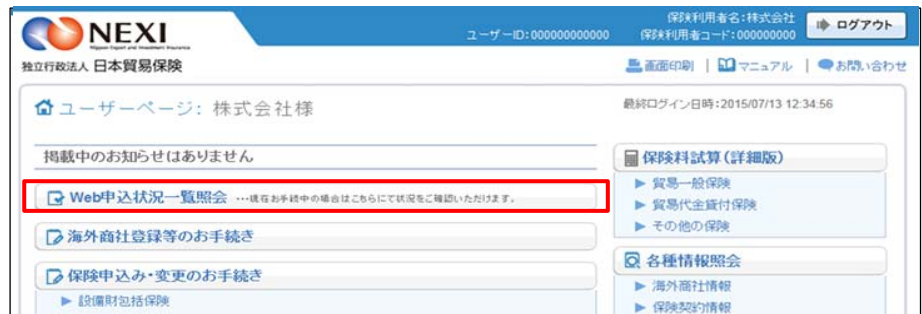 NEXI
Nippon Export and Investment Insurance
独立行政法人 日本貿易保険
ユーザーID:000000000000
保険利用者名:株式会社
保険利用者コード:000000000
ログアウト
画面印刷 | マニュアル | お問い合わせ
ユーザーページ: 株式会社様
最終ログイン日時:2015/07/13 12:34:56
掲載中のお知らせはありません
Web申込状況一覧照会 …現在お手続中の場合はこちらにて状況をご確認いただけます。
海外商社登録等のお手続き
保険申込み・変更のお手続き
設備財包括保険
保険料試算(詳細版)
貿易一般保険
貿易代金貸付保険
その他の保険
各種情報照会
海外商社情報
保険契約情報